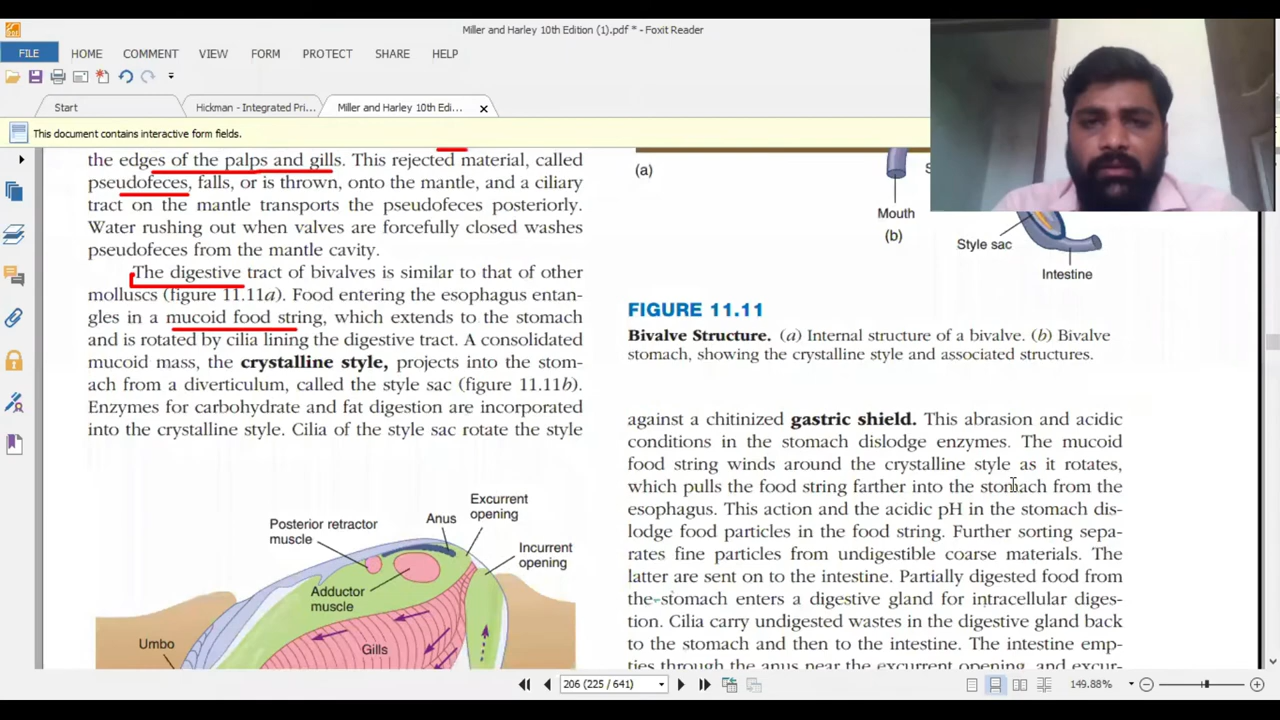 Miller and Harley 10th Edition (1).pdf * - Foxit Reader
FILE HOME COMMENT VIEW FORM PROTECT SHARE HELP
Start Hickman - Integrated Pri... Miller and Harley 10th Edi...
This document contains interactive form fields.
the edges of the palps and gills. This rejected material, called
pseudofeces, falls, or is thrown, onto the mantle, and a ciliary
tract on the mantle transports the pseudofeces posteriorly.
Water rushing out when valves are forcefully closed washes
pseudofeces from the mantle cavity.
The digestive tract of bivalves is similar to that of other
molluscs (figure 11.11a). Food entering the esophagus entan-
gles in a mucoid food string, which extends to the stomach
and is rotated by cilia lining the digestive tract. A consolidated
mucoid mass, the crystalline style, projects into the stom-
ach from a diverticulum, called the style sac (figure 11.11b).
Enzymes for carbohydrate and fat digestion are incorporated
into the crystalline style. Cilia of the style sac rotate the style
Excurrent
opening
Anus
Posterior retractor
muscle
Incurrent
opening
Adductor
muscle
Umbo
Gills
(a)
Mouth
(b)
Style sac
Intestine
FIGURE 11.11
Bivalve Structure. (a) Internal structure of a bivalve. (b) Bivalve
stomach, showing the crystalline style and associated structures.
against a chitinized gastric shield. This abrasion and acidic
conditions in the stomach dislodge enzymes. The mucoid
food string winds around the crystalline style as it rotates,
which pulls the food string farther into the stomach from the
esophagus. This action and the acidic pH in the stomach dis-
lodge food particles in the food string. Further sorting sepa-
rates fine particles from undigestible coarse materials. The
latter are sent on to the intestine. Partially digested food from
the stomach enters a digestive gland for intracellular diges-
tion. Cilia carry undigested wastes in the digestive gland back
to the stomach and then to the intestine. The intestine emp-
ties through the anus near the excurrent opening, and excur-
206 (225 / 641)
149.88%